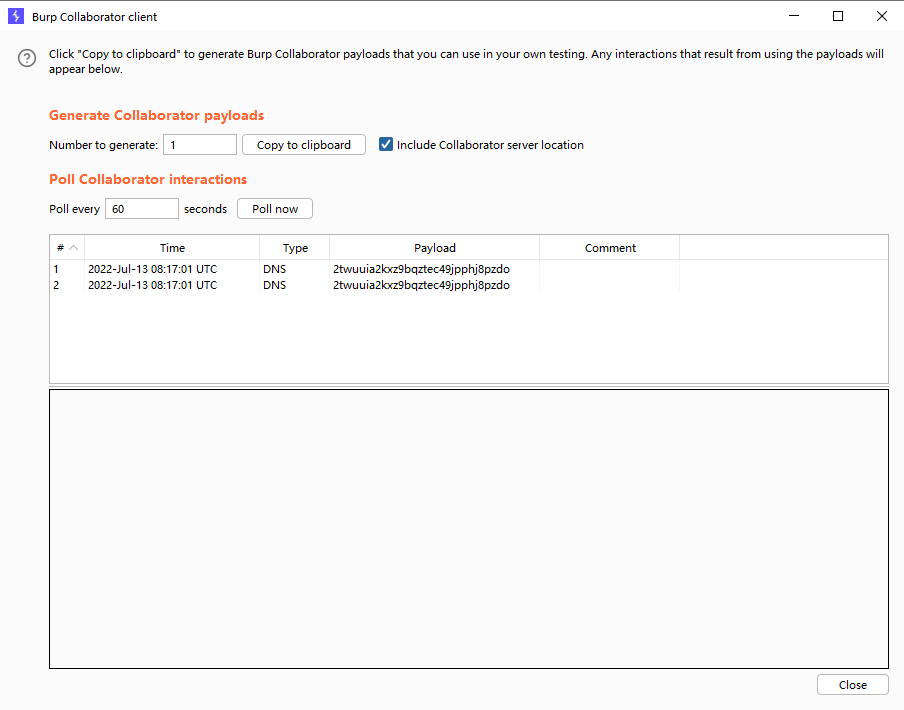 Burp Collaborator client
Click "Copy to clipboard" to generate Burp Collaborator payloads that you can use in your own testing. Any interactions that result from using the payloads will
appear below.
Generate Collaborator payloads
Number to generate: 1 Copy to clipboard Include Collaborator server location
Poll Collaborator interactions
Poll every 60 seconds Poll now
# Time Type Payload Comment
1 2022-Jul-13 08:17:01 UTC DNS 2twuuia2kxz9bqztec49jpphj8pzdo
2 2022-Jul-13 08:17:01 UTC DNS 2twuuia2kxz9bqztec49jpphj8pzdo
Close